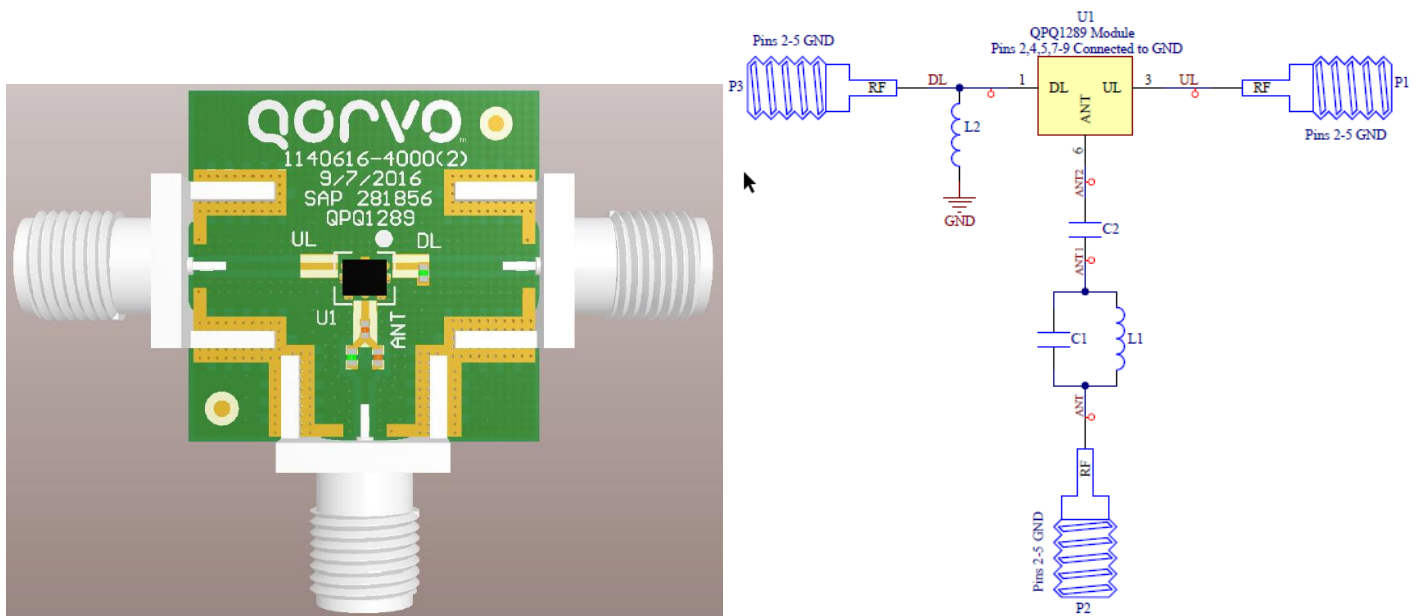 QORVO™
1140616-4000(2)
9/7/2016
SAP 281856
QPQ1289
UL
DL
U1
ANT
U1
QPQ1289 Module
Pins 2,4,5,7-9 Connected to GND
Pins 2-5 GND
P3
RF
DL
1
DL
UL
ANT
3
UL
RF
P1
Pins 2-5 GND
L2
GND
6
ANT2
C2
ANT1
C1
L1
ANT
RF
Pins 2-5 GND
P2